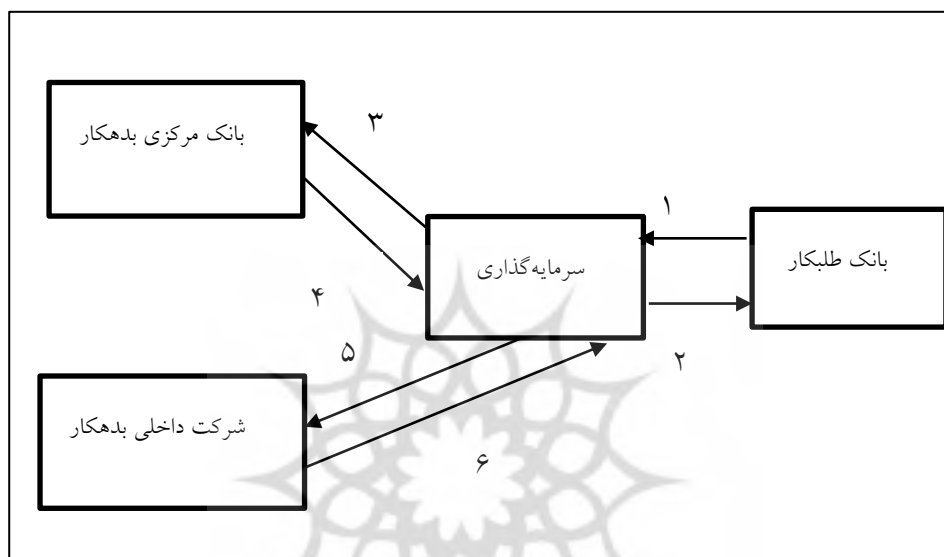 بانک مرکزی بدهکار
۳
۱
سرمایه‌گذاری
بانک طلبکار
۴
۵
۲
شرکت داخلی بدهکار
۶